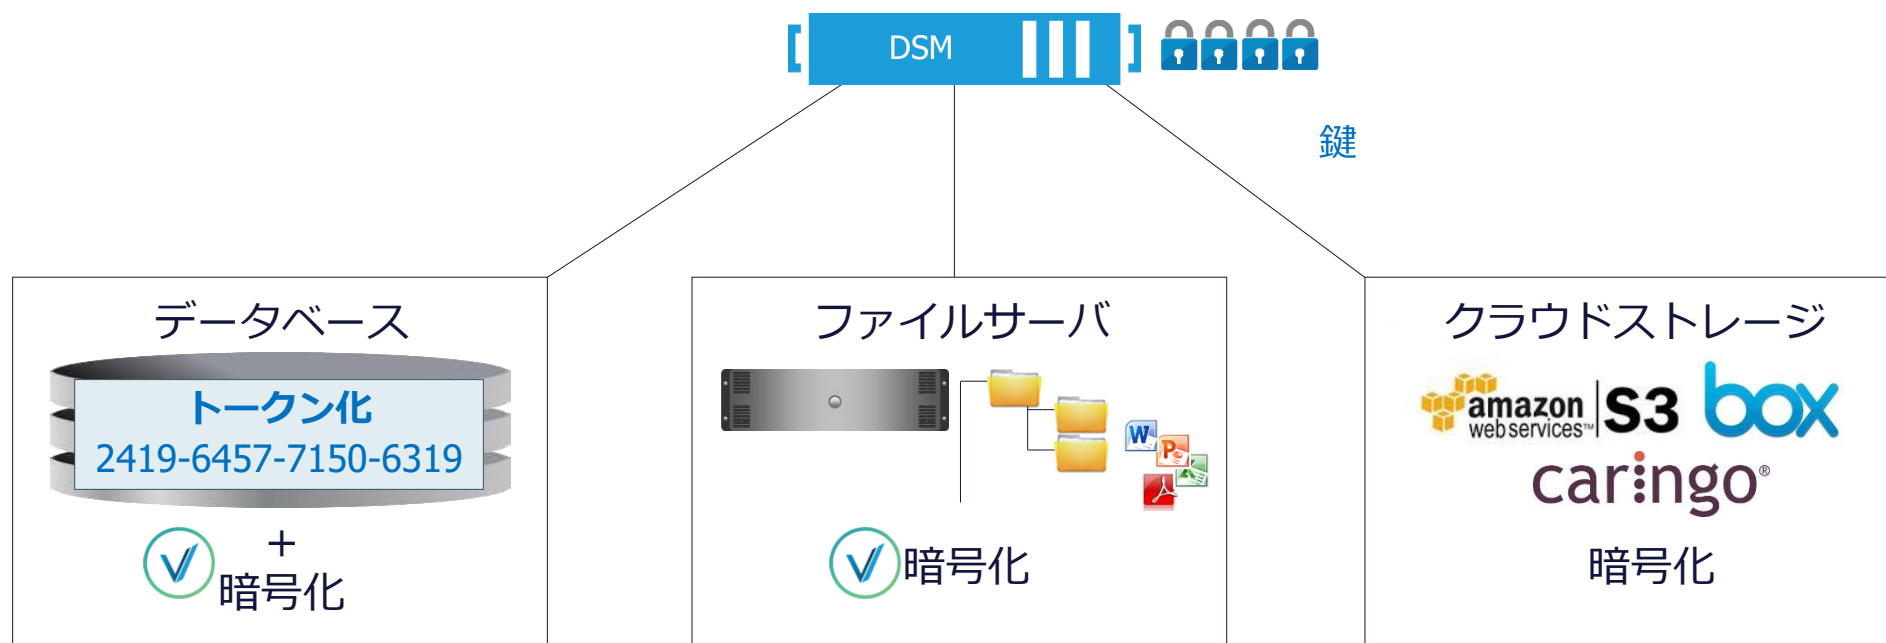 DSM
鍵
データベース
トークン化
2419-6457-7150-6319
+
暗号化
ファイルサーバ
W
P
X
暗号化
クラウドストレージ
amazon
web services™
S3
box
caringo®
暗号化